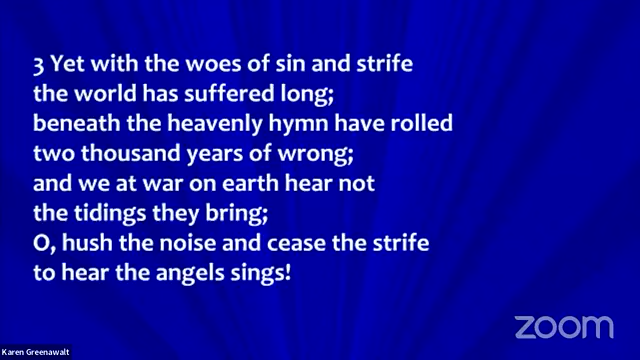 3 Yet with the woes of sin and strife
the world has suffered long;
beneath the heavenly hymn have rolled
two thousand years of wrong;
and we at war on earth hear not
the tidings they bring;
O, hush the noise and cease the strife
to hear the angels sings!
zoom
Karen Greenawalt